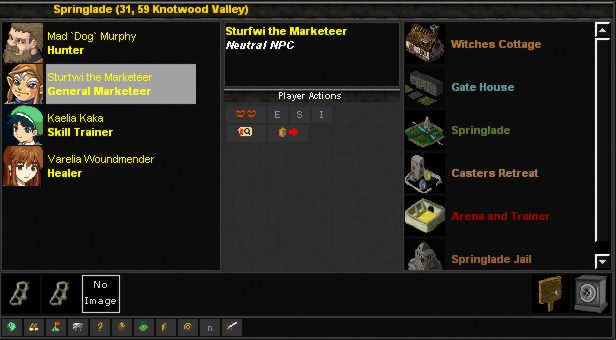 Springlade (31, 59 Knotwood Valley)
Mad `Dog` Murphy
Hunter
Sturfwi the Marketeer
General Marketeer
Kaelia Kaka
Skill Trainer
Varelia Woundmender
Healer
Sturfwi the Marketeer
Neutral NPC
Player Actions
E S I
Q
Witches Cottage
Gate House
Springlade
Casters Retreat
Arena and Trainer
Springlade Jail
No
Image
?
n